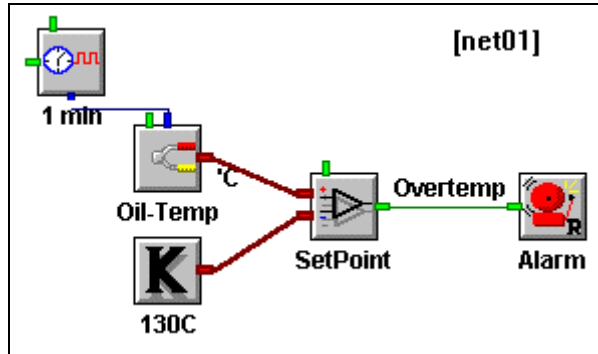 [net01]
1 min
°C
Oil-Temp
Overtemp
SetPoint
R
Alarm
K
130C